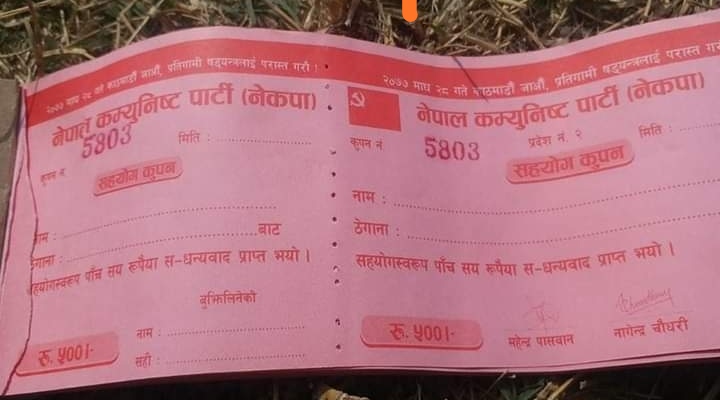 २०७७ माघ २८ गते काठमाडौं जाऔं, प्रतिगामी षड्यन्त्रलाई परास्त गरौं !
नेपाल कम्युनिष्ट पार्टी (नेकपा)
कूपन नं.
5803
मिति :
सहयोग कुपन
नाम : बाट
ठेगाना :
सहयोगस्वरूप पाँच सय रूपैया स-धन्यवाद प्राप्त भयो ।
बुझिलिनेको
नाम :
सही :
रू. ५००।-
२०७७ माघ २८ गते काठमाडौं जाऔं, प्रतिगामी षड्यन्त्रलाई परास्त
नेपाल कम्युनिष्ट पार्टी (नेकपा)
कूपन नं
5803
प्रदेश नं. २
मिति :
सहयोग कुपन
नाम :
ठेगाना :
सहयोगस्वरूप पाँच सय रूपैया स-धन्यवाद प्राप्त भयो ।
रू. ५००।-
महेन्द्र पासवान
नागेन्द्र चौधरी